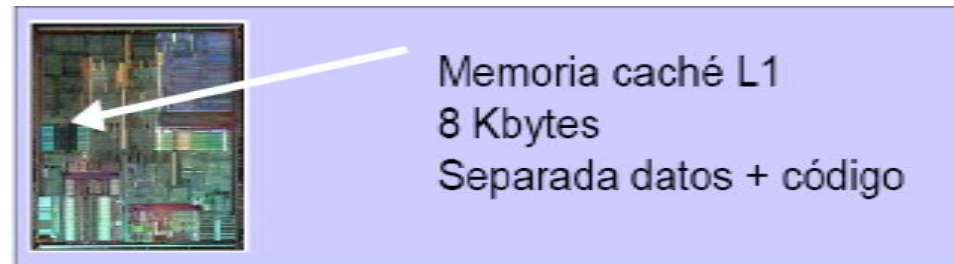 Memoria caché L1
8 Kbytes
Separada datos + código